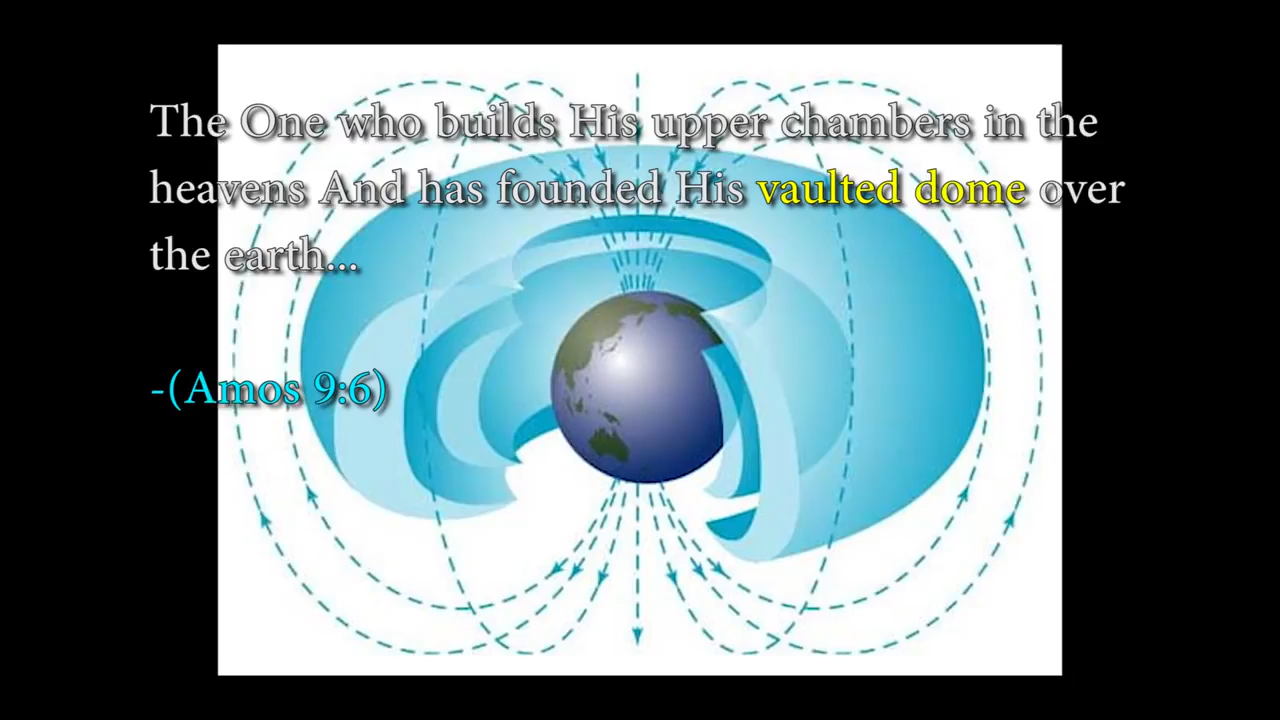 The One who builds His upper chambers in the
heavens And has founded His vaulted dome over
the earth...
-(Amos 9:6)